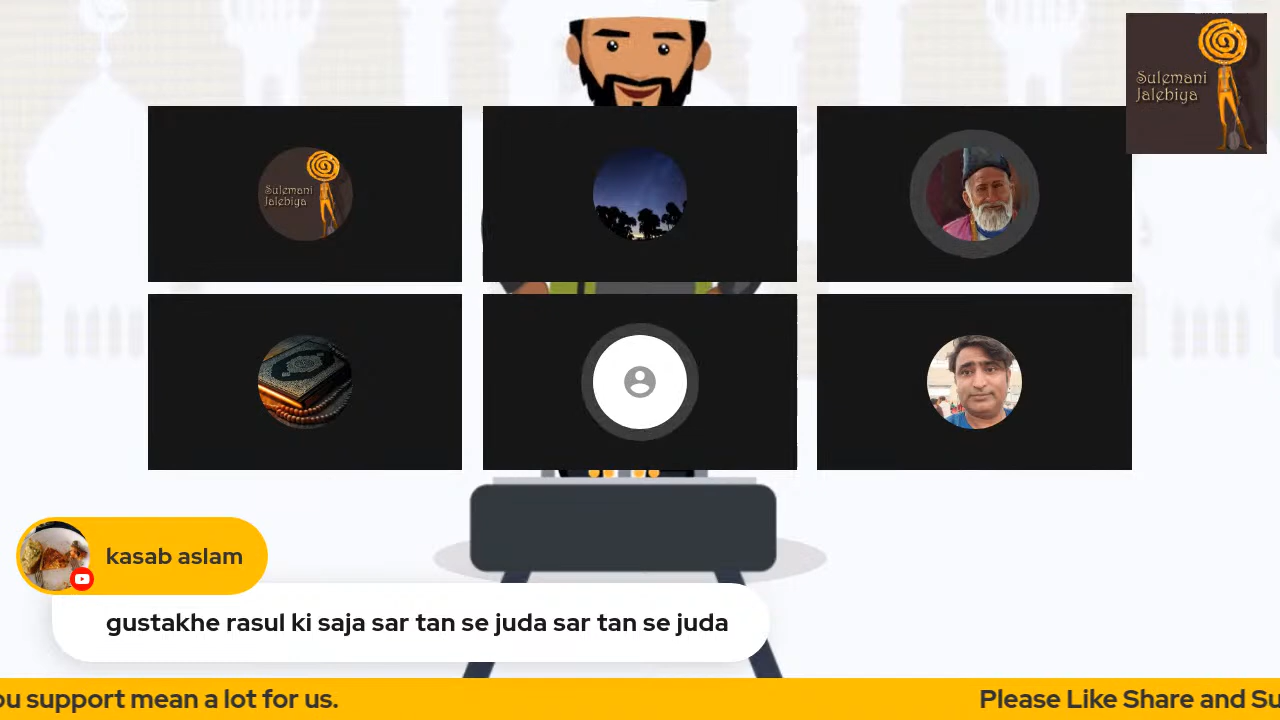 Sulemani
Jalebiya
Sulemani
Jalebiya
kasab aslam
gustakhe rasul ki saja sar tan se juda sar tan se juda
ou support mean a lot for us.
Please Like Share and Su